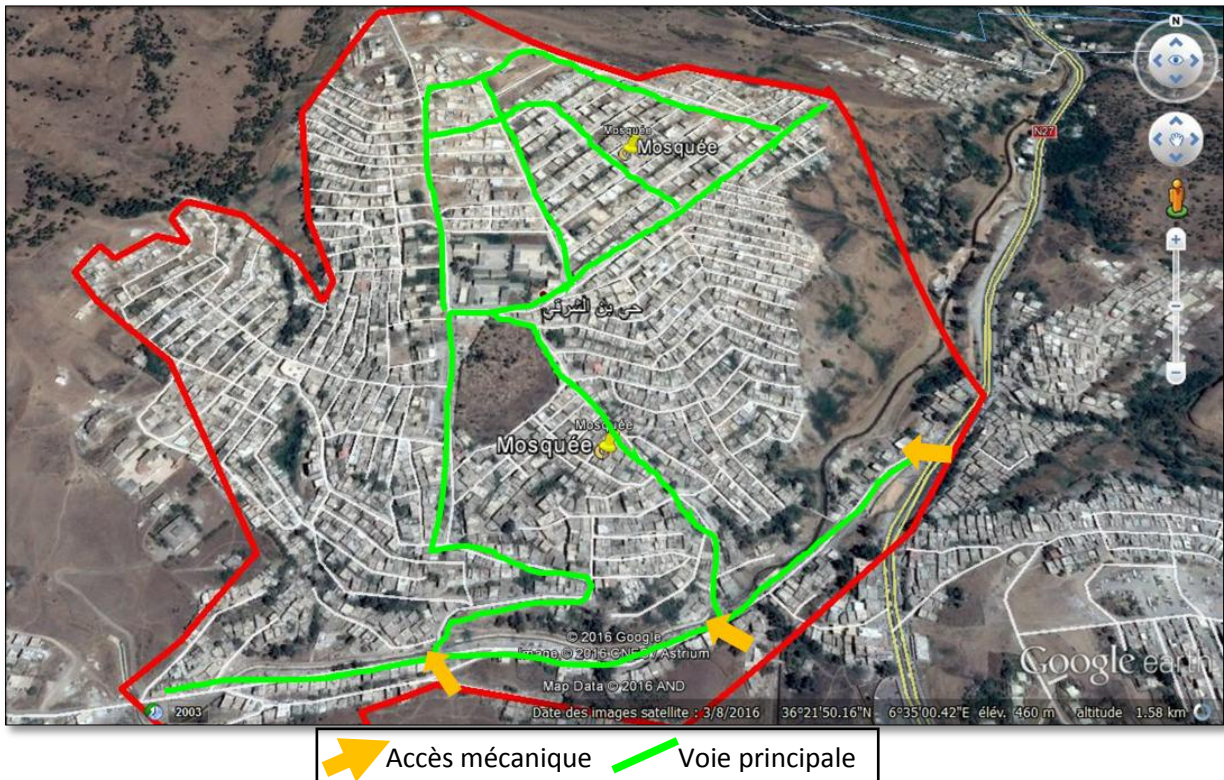 N
N27
Mosquée
Mosquée
حي بن الشرقي
Mosquée
Mosquée
© 2016 Google
Image © 2016 CNES / Astrium
Map Data © 2016 AND
Google earth
2003
Date des images satellite : 3/8/2016 36°21'50.16"N 6°35'00.42"E élév. 460 m altitude 1.58 km
Accès mécanique Voie principale